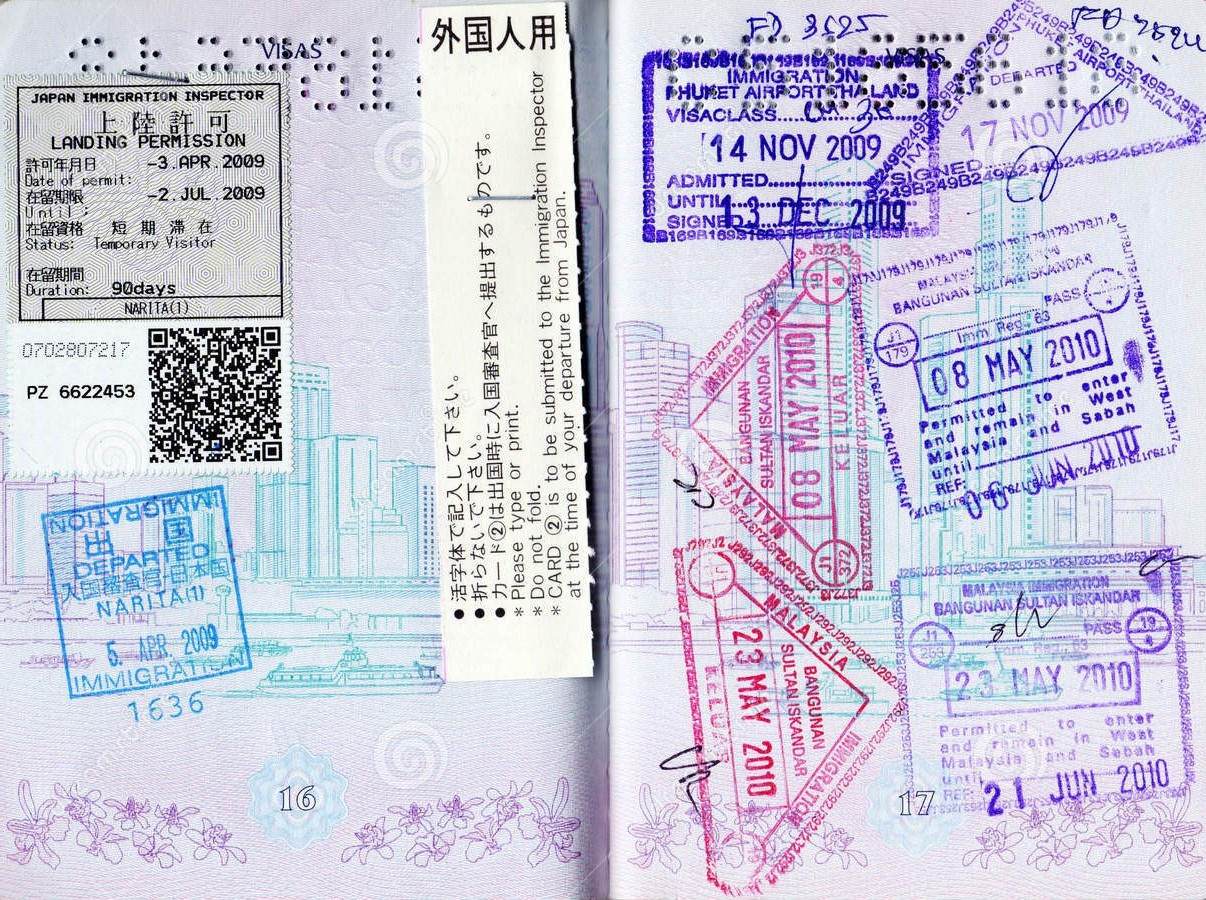 VISAS
JAPAN IMMIGRATION INSPECTOR
上陸許可
LANDING PERMISSION
許可年月日 -3.APR.2009
Date of permit:
在留期限 -2.JUL.2009
Until :
在留資格 短期滞在
Status: Temporary Visitor
在留期間
Duration: 90days
NARITA(1)
0702807217
PZ 6622453
IMMIGRATION
出国
DEPARTED
入国審査官-日本国
NARITA(1)
5. APR. 2009
IMMIGRATION
1636
16
外国人用
●活字体で記入して下さい。
●折らないで下さい。
●カード②は出国時に入国審査官へ提出するものです。
* Please type or print.
* Do not fold.
* CARD ② is to be submitted to the Immigration Inspector
at the time of your departure from Japan.
VISAS
IMMIGRATION
PHUKET AIRPORT THAILAND
VISACLASS
14 NOV 2009
ADMITTED
UNTIL 13 DEC 2009
SIGNED
PHUKET AIRPORT THAILAND
DEPARTED
17 NOV 2009
SIGNED
IMMIGRATION
BANGUNAN
SULTAN ISKANDAR
08 MAY 2010
KELUAR
MALAYSIA
19
4
J1
372
BANGUNAN SULTAN ISKANDAR
PASS
J1
179
Imm Reg. 63
08 MAY 2010
Permitted to enter
and remain in West
Malaysia and Sabah
until
REF:
JUN 2010
MALAYSIA
23 MAY 2010
KELUAR
BANGUNAN
SULTAN ISKANDAR
IMMIGRATION
MALAYSIA IMMIGRATION
BANGUNAN SULTAN ISKANDAR
PASS
19
4
J1
253
Imm Reg. 63
23 MAY 2010
Permitted to enter
and remain in West
Malaysia and Sabah
until
REF: 21 JUN 2010
17